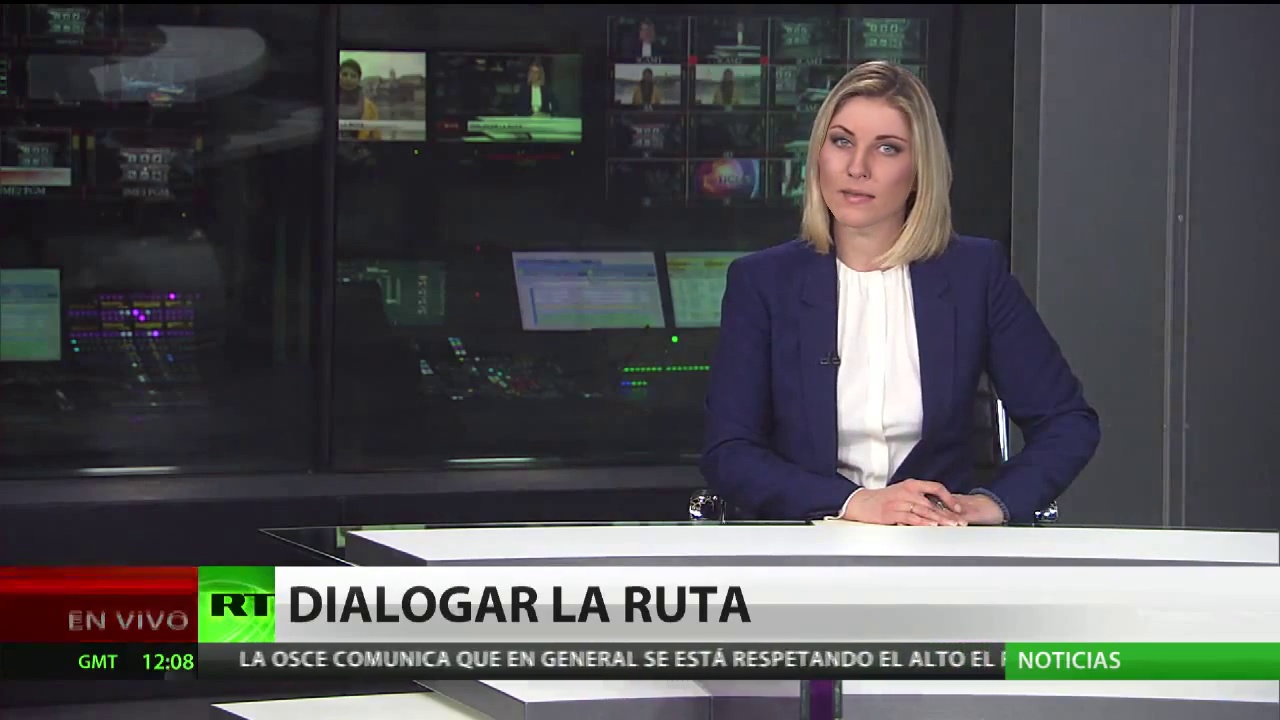 EN VIVO
RT
DIALOGAR LA RUTA
GMT 12:08
LA OSCE COMUNICA QUE EN GENERAL SE ESTÁ RESPETANDO EL ALTO EL
NOTICIAS